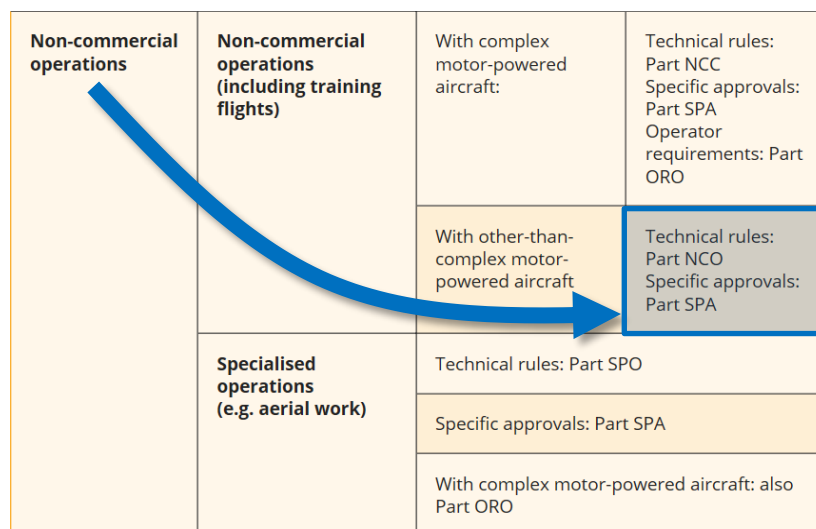 Non-commercial
operations
Non-commercial
operations
(including training
flights)
With complex
motor-powered
aircraft:
Technical rules:
Part NCC
Specific approvals:
Part SPA
Operator
requirements: Part
ORO
With other-than-
complex motor-
powered aircraft
Technical rules:
Part NCO
Specific approvals:
Part SPA
Specialised
operations
(e.g. aerial work)
Technical rules: Part SPO
Specific approvals: Part SPA
With complex motor-powered aircraft: also
Part ORO